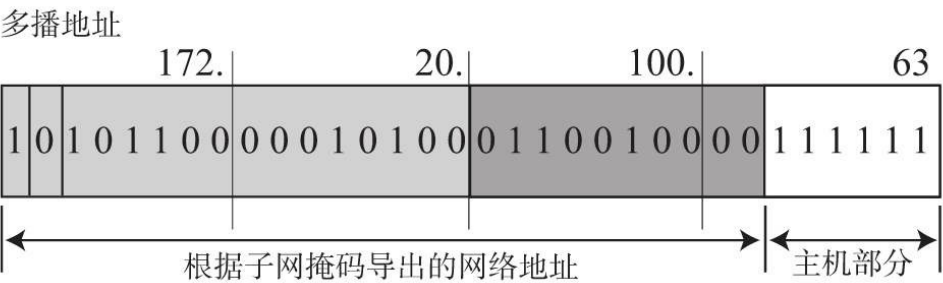 多播地址
172. 20. 100. 63
1 0 1 0 1 1 0 0 0 0 0 1 0 1 0 0 0 1 1 0 0 1 0 0 0 0 1 1 1 1 1 1
根据子网掩码导出的网络地址 主机部分